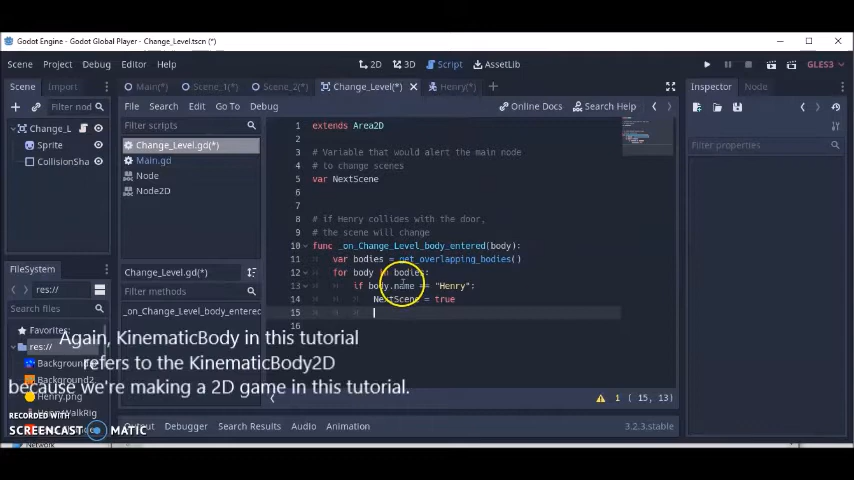 Godot Engine - Godot Global Player - Change_Level.tscn (*)
Scene Project Debug Editor Help
2D 3D Script AssetLib
GLES3
Scene Import
Main(*) Scene_1(*) Scene_2(*) Change_Level(*) Henry(*)
Inspector Node
Filter nod
File Search Edit Go To Debug
Online Docs Search Help
Change_L
Sprite
CollisionSha
Filter scripts
Change_Level.gd(*)
Main.gd
Node
Node2D
Filter properties
1 extends Area2D
2
3 # Variable that would alert the main node
4 # to change scenes
5 var NextScene
6
7
8 # if Henry collides with the door,
9 # the scene will change
10 func _on_Change_Level_body_entered(body):
11 var bodies = get_overlapping_bodies()
12 for body in bodies:
13 if body.name == "Henry":
14 NextScene = true
15
16
FileSystem
res://
Search files
Favorites:
res://
Background
Background2
Henry.png
Change_Level.gd(*)
Filter methods
_on_Change_Level_body_entered
Again, KinematicBody in this tutorial
refers to the KinematicBody2D
because we're making a 2D game in this tutorial.
1 ( 15, 13)
Output Debugger Search Results Audio Animation
3.2.3.stable
RECORDED WITH
SCREENCAST MATIC